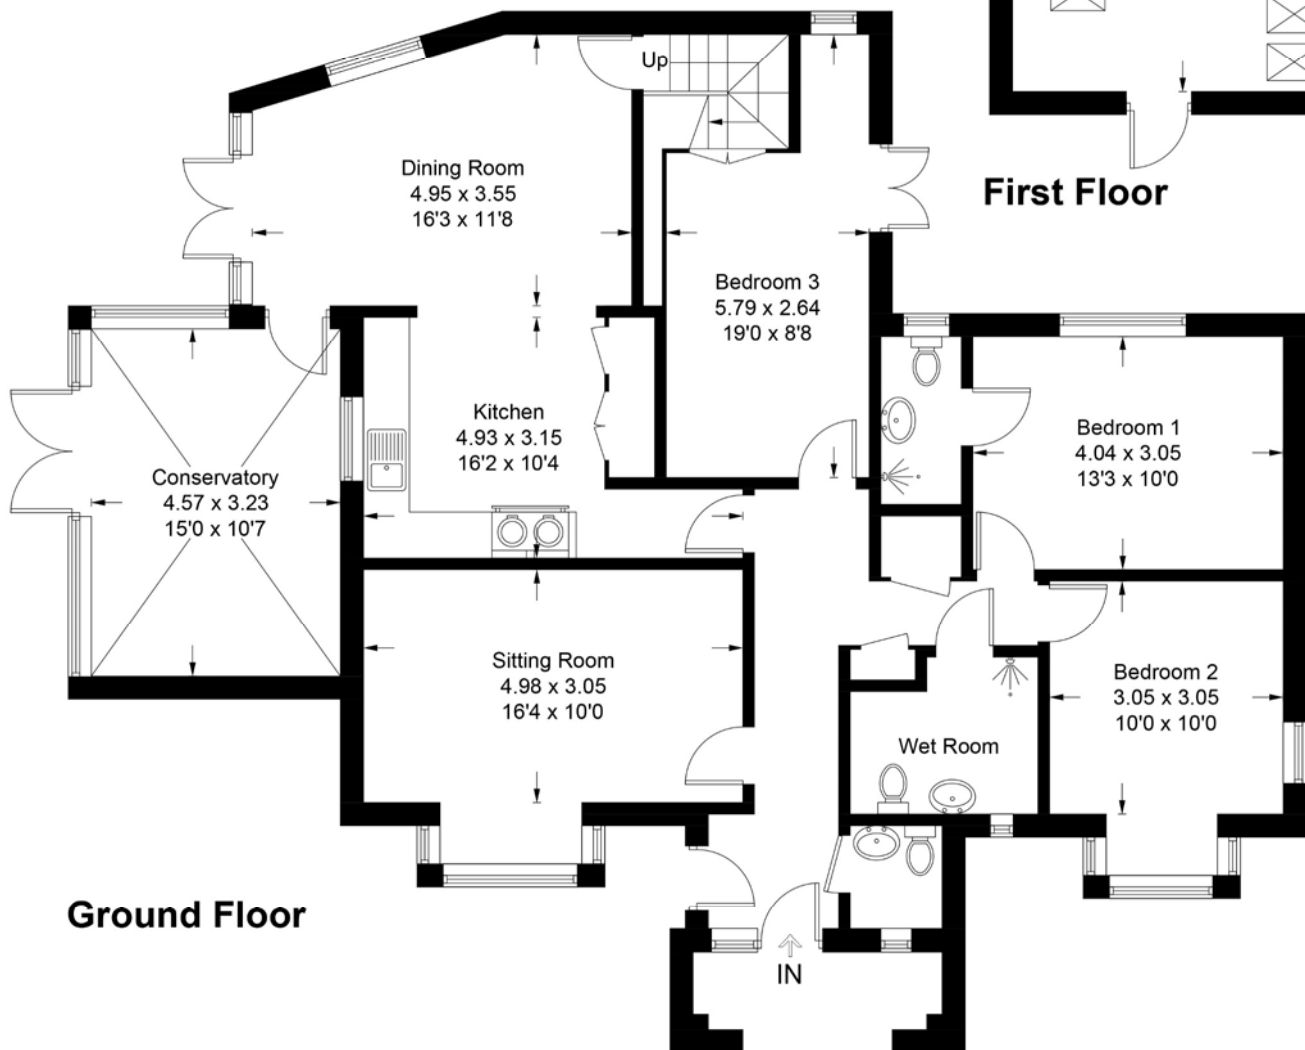 Up
Dining Room
4.95 x 3.55
16'3 x 11'8
First Floor
Bedroom 3
5.79 x 2.64
19'0 x 8'8
Kitchen
4.93 x 3.15
16'2 x 10'4
Bedroom 1
4.04 x 3.05
13'3 x 10'0
Conservatory
4.57 x 3.23
15'0 x 10'7
Sitting Room
4.98 x 3.05
16'4 x 10'0
Bedroom 2
3.05 x 3.05
10'0 x 10'0
Wet Room
Ground Floor
IN